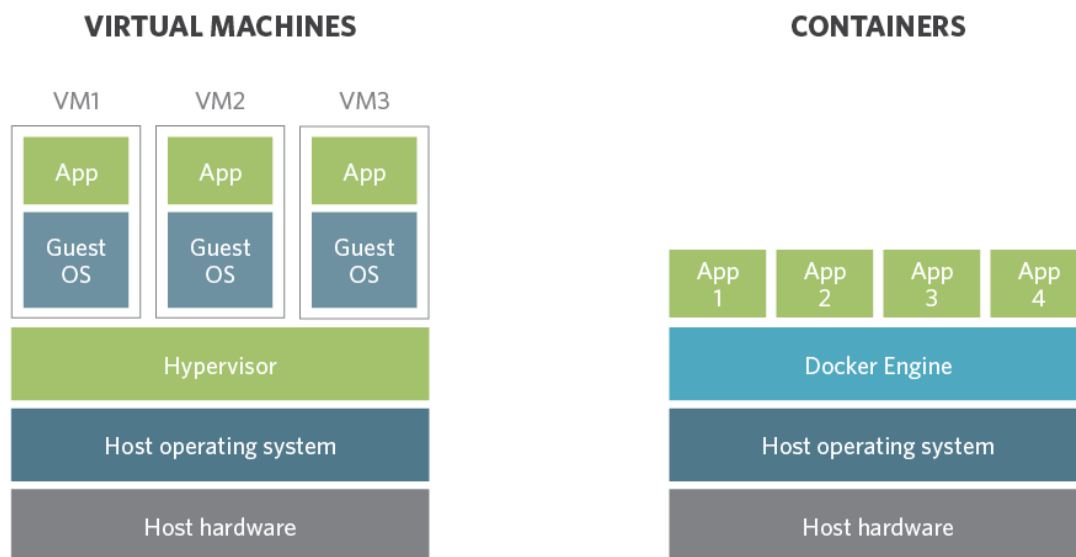 VIRTUAL MACHINES
VM1 VM2 VM3
App App App
Guest Guest Guest
OS OS OS
Hypervisor
Host operating system
Host hardware
CONTAINERS
App App App App
1 2 3 4
Docker Engine
Host operating system
Host hardware